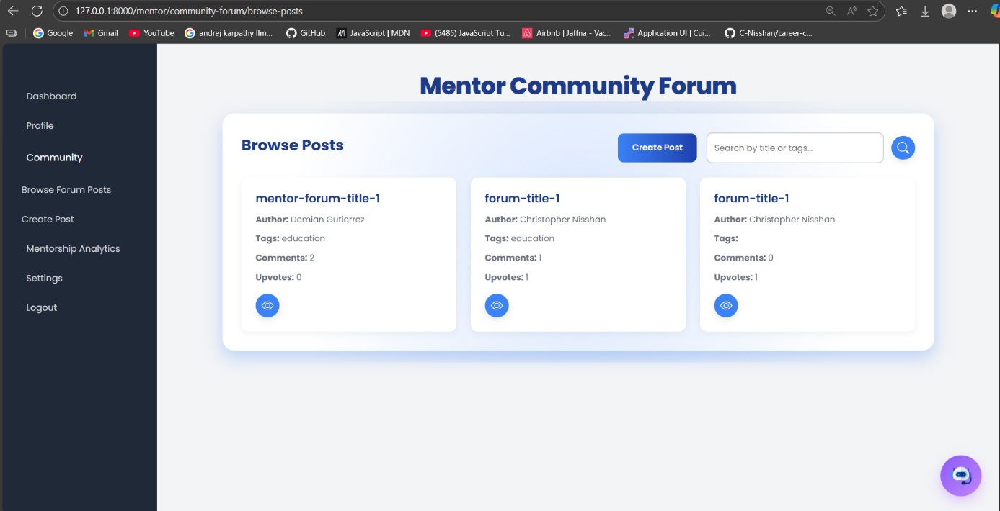 127.0.0.1:8000/mentor/community-forum/browse-posts
Google Gmail YouTube andrej karpathy llm... GitHub JavaScript | MDN (5485) JavaScript Tu... Airbnb | Jaffna - Vac... Application UI | Cui... C-Nisshan/career-c...
Dashboard
Profile
Community
Browse Forum Posts
Create Post
Mentorship Analytics
Settings
Logout
Mentor Community Forum
Browse Posts
Create Post
Search by title or tags...
mentor-forum-title-1
Author: Demian Gutierrez
Tags: education
Comments: 2
Upvotes: 0
forum-title-1
Author: Christopher Nisshan
Tags: education
Comments: 1
Upvotes: 1
forum-title-1
Author: Christopher Nisshan
Tags:
Comments: 0
Upvotes: 1